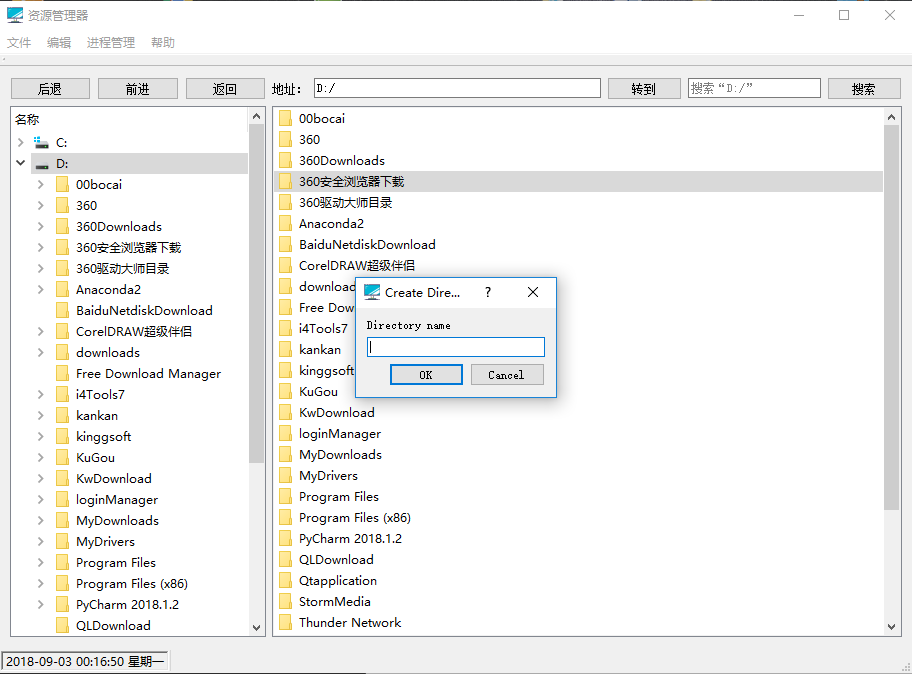 资源管理器
文件 编辑 进程管理 帮助
后退 前进 返回 地址: D:/ 转到 搜索“D:/” 搜索
名称
C:
D:
00bocai
360
360Downloads
360安全浏览器下载
360驱动大师目录
Anaconda2
BaiduNetdiskDownload
CorelDRAW超级伴侣
downloads
Free Download Manager
i4Tools7
kankan
kinggsoft
KuGou
KwDownload
loginManager
MyDownloads
MyDrivers
Program Files
Program Files (x86)
PyCharm 2018.1.2
QLDownload
00bocai
360
360Downloads
360安全浏览器下载
360驱动大师目录
Anaconda2
BaiduNetdiskDownload
CorelDRAW超级伴侣
download
Free Dow
i4Tools7
kankan
kinggsoft
KuGou
KwDownload
loginManager
MyDownloads
MyDrivers
Program Files
Program Files (x86)
PyCharm 2018.1.2
QLDownload
Qtapplication
StormMedia
Thunder Network
Create Dire... ?
Directory name
OK Cancel
2018-09-03 00:16:50 星期一